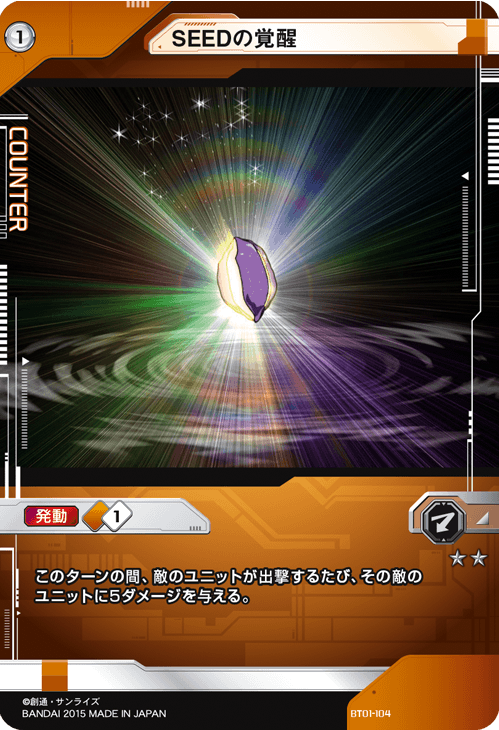 1
SEEDの覚醒
COUNTER
発動
1
このターンの間、敵のユニットが出撃するたび、その敵の
ユニットに5ダメージを与える。
©創通・サンライズ
BANDAI 2015 MADE IN JAPAN
BT01-104